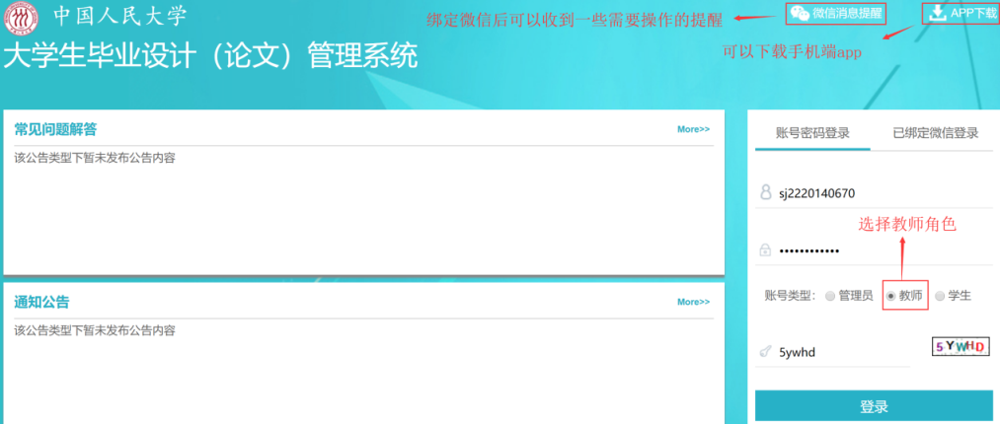 中国人民大学
绑定微信后可以收到一些需要操作的提醒
微信消息提醒
APP下载
大学生毕业设计（论文）管理系统
可以下载手机端app
常见问题解答
More>>
该公告类型下暂未发布公告内容
通知公告
More>>
该公告类型下暂未发布公告内容
账号密码登录
已绑定微信登录
sj2220140670
选择教师角色
••••••••••••
账号类型： 管理员 教师 学生
5ywhd
5YWHD
登录